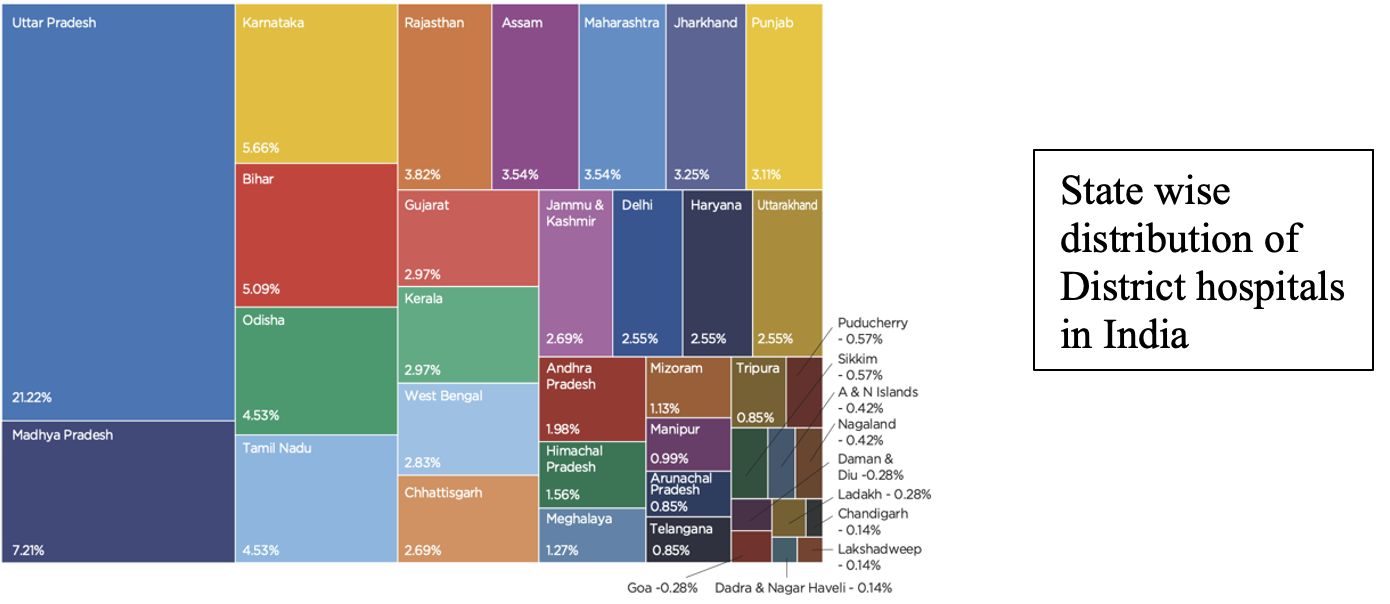 Uttar Pradesh
21.22%
Madhya Pradesh
7.21%
Karnataka
5.66%
Bihar
5.09%
Odisha
4.53%
Tamil Nadu
4.53%
Rajasthan
3.82%
Assam
3.54%
Maharashtra
3.54%
Jharkhand
3.25%
Punjab
3.11%
Gujarat
2.97%
Kerala
2.97%
West Bengal
2.83%
Chhattisgarh
2.69%
Jammu &
Kashmir
2.69%
Delhi
2.55%
Haryana
2.55%
Uttarakhand
2.55%
Andhra
Pradesh
1.98%
Himachal
Pradesh
1.56%
Meghalaya
1.27%
Mizoram
1.13%
Manipur
0.99%
Arunachal
Pradesh
0.85%
Telangana
0.85%
Tripura
0.85%
Puducherry
- 0.57%
Sikkim
- 0.57%
A & N Islands
- 0.42%
Nagaland
- 0.42%
Daman &
Diu -0.28%
Ladakh - 0.28%
Chandigarh
- 0.14%
Lakshadweep
- 0.14%
Goa -0.28%
Dadra & Nagar Haveli - 0.14%
State wise
distribution of
District hospitals
in India